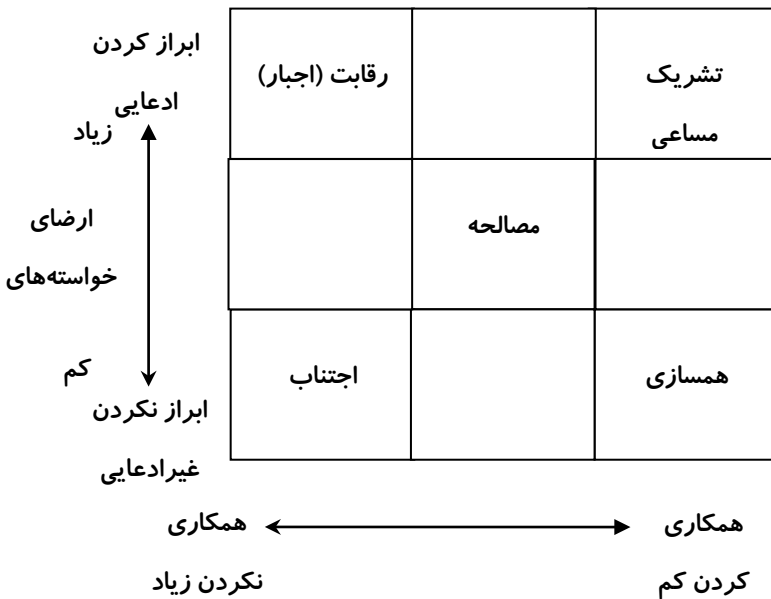 ابراز کردن
ادعایی
زیاد
ارضای
خواسته‌های
کم
ابراز نکردن
غیرادعایی
رقابت (اجبار)
تشریک
مساعی
مصالحه
اجتناب
همسازی
همکاری
کردن کم
همکاری
نکردن زیاد